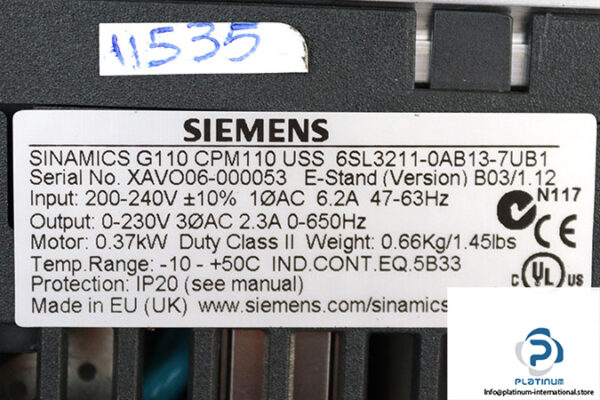 11535
SIEMENS
SINAMICS G110 CPM110 USS 6SL3211-0AB13-7UB1
Serial No. XAVO06-000053 E-Stand (Version) B03/1.12
Input: 200-240V ±10% 1ØAC 6.2A 47-63Hz
Output: 0-230V 3ØAC 2.3A 0-650Hz
Motor: 0.37kW Duty Class II Weight: 0.66Kg/1.45lbs
Temp.Range: -10 - +50C IND.CONT.EQ.5B33
Protection: IP20 (see manual)
Made in EU (UK) www.siemens.com/sinamics
N117
CE
C UL US
PLATINUM
Info@platinum-international.store